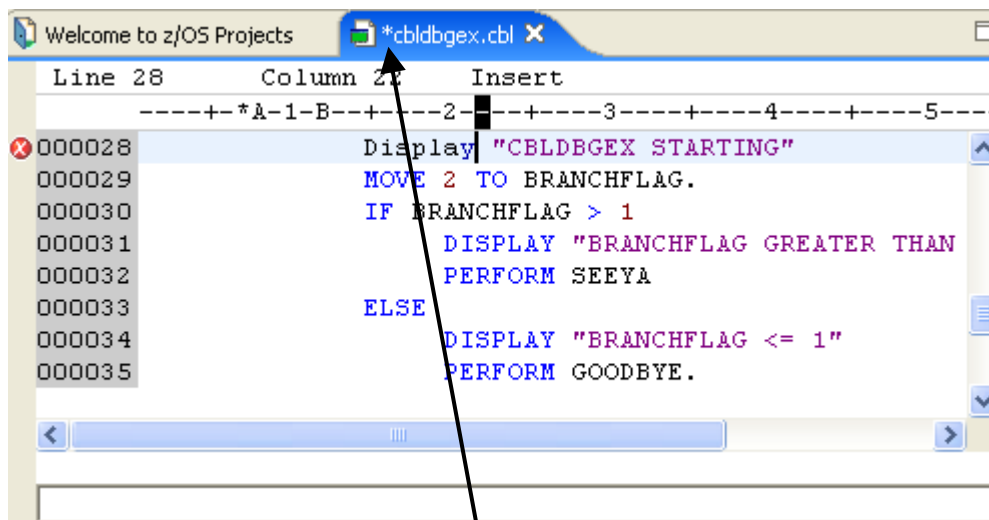 Welcome to z/OS Projects *cbldbgex.cbl
Line 28 Column 22 Insert
----+-*A-1-B--+----2----+----3----+----4----+----5---
000028 Display "CBLDBGEX STARTING"
000029 MOVE 2 TO BRANCHFLAG.
000030 IF BRANCHFLAG > 1
000031 DISPLAY "BRANCHFLAG GREATER THAN
000032 PERFORM SEEYA
000033 ELSE
000034 DISPLAY "BRANCHFLAG <= 1"
000035 PERFORM GOODBYE.